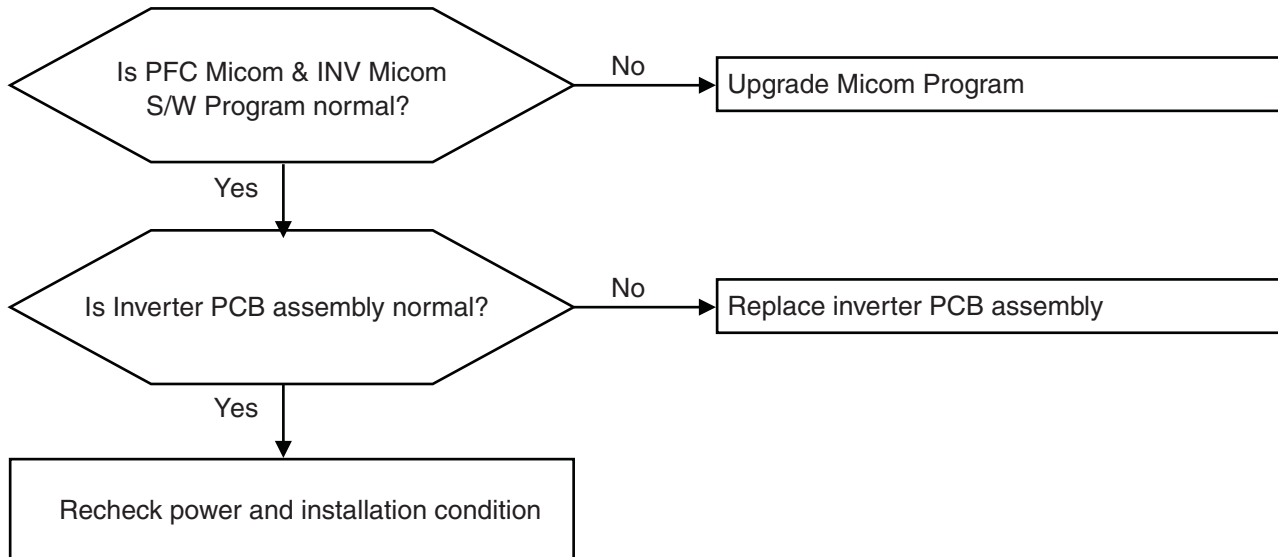 Is PFC Micom & INV Micom
S/W Program normal?
No
Upgrade Micom Program
Yes
Is Inverter PCB assembly normal?
No
Replace inverter PCB assembly
Yes
Recheck power and installation condition